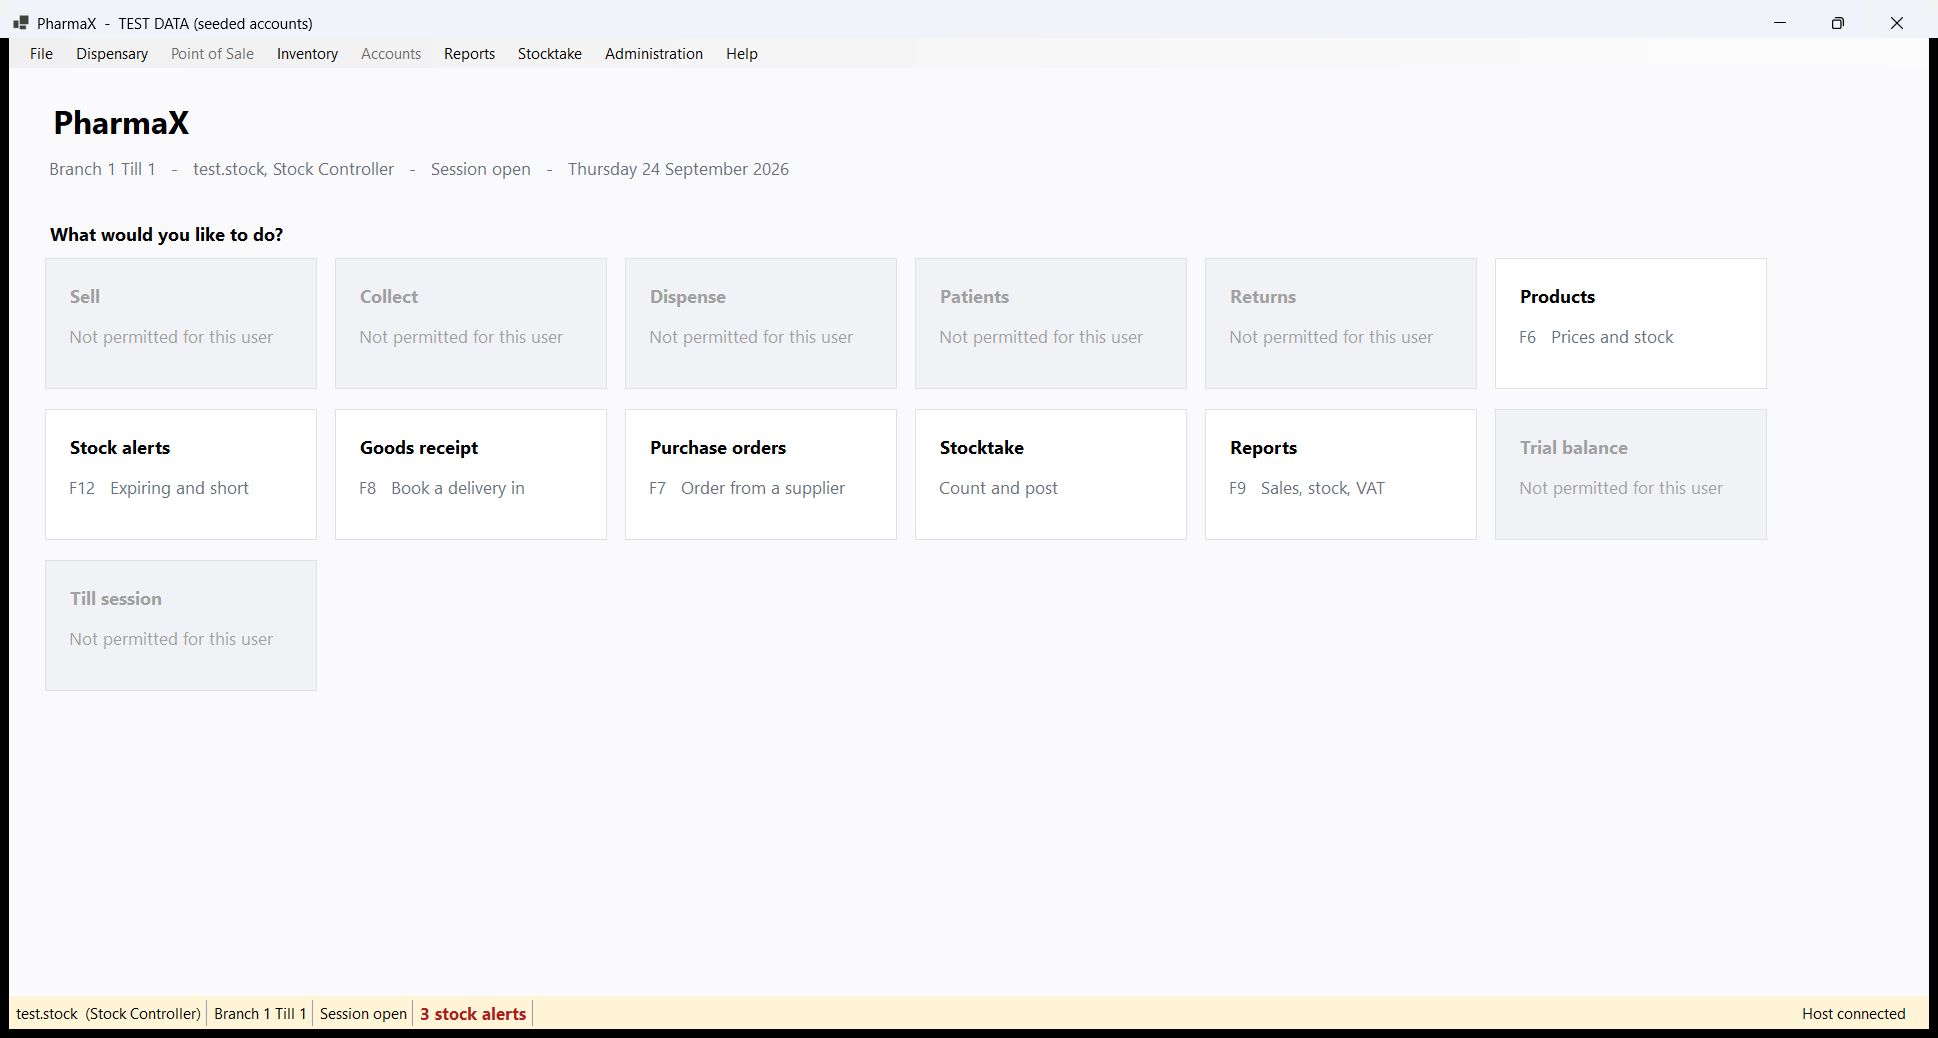 PharmaX - TEST DATA (seeded accounts)
File Dispensary Point of Sale Inventory Accounts Reports Stocktake Administration Help
PharmaX
Branch 1 Till 1 - test.stock, Stock Controller - Session open - Thursday 24 September 2026
What would you like to do?
Sell
Not permitted for this user
Collect
Not permitted for this user
Dispense
Not permitted for this user
Patients
Not permitted for this user
Returns
Not permitted for this user
Products
F6 Prices and stock
Stock alerts
F12 Expiring and short
Goods receipt
F8 Book a delivery in
Purchase orders
F7 Order from a supplier
Stocktake
Count and post
Reports
F9 Sales, stock, VAT
Trial balance
Not permitted for this user
Till session
Not permitted for this user
test.stock (Stock Controller) Branch 1 Till 1 Session open 3 stock alerts Host connected